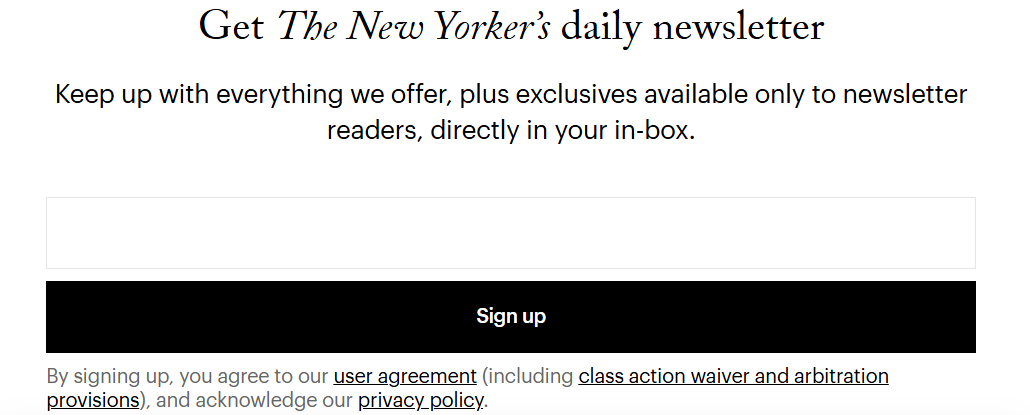 Get The New Yorker’s daily newsletter
Keep up with everything we offer, plus exclusives available only to newsletter
readers, directly in your in-box.
Sign up
By signing up, you agree to our user agreement (including class action waiver and arbitration
provisions), and acknowledge our privacy policy.